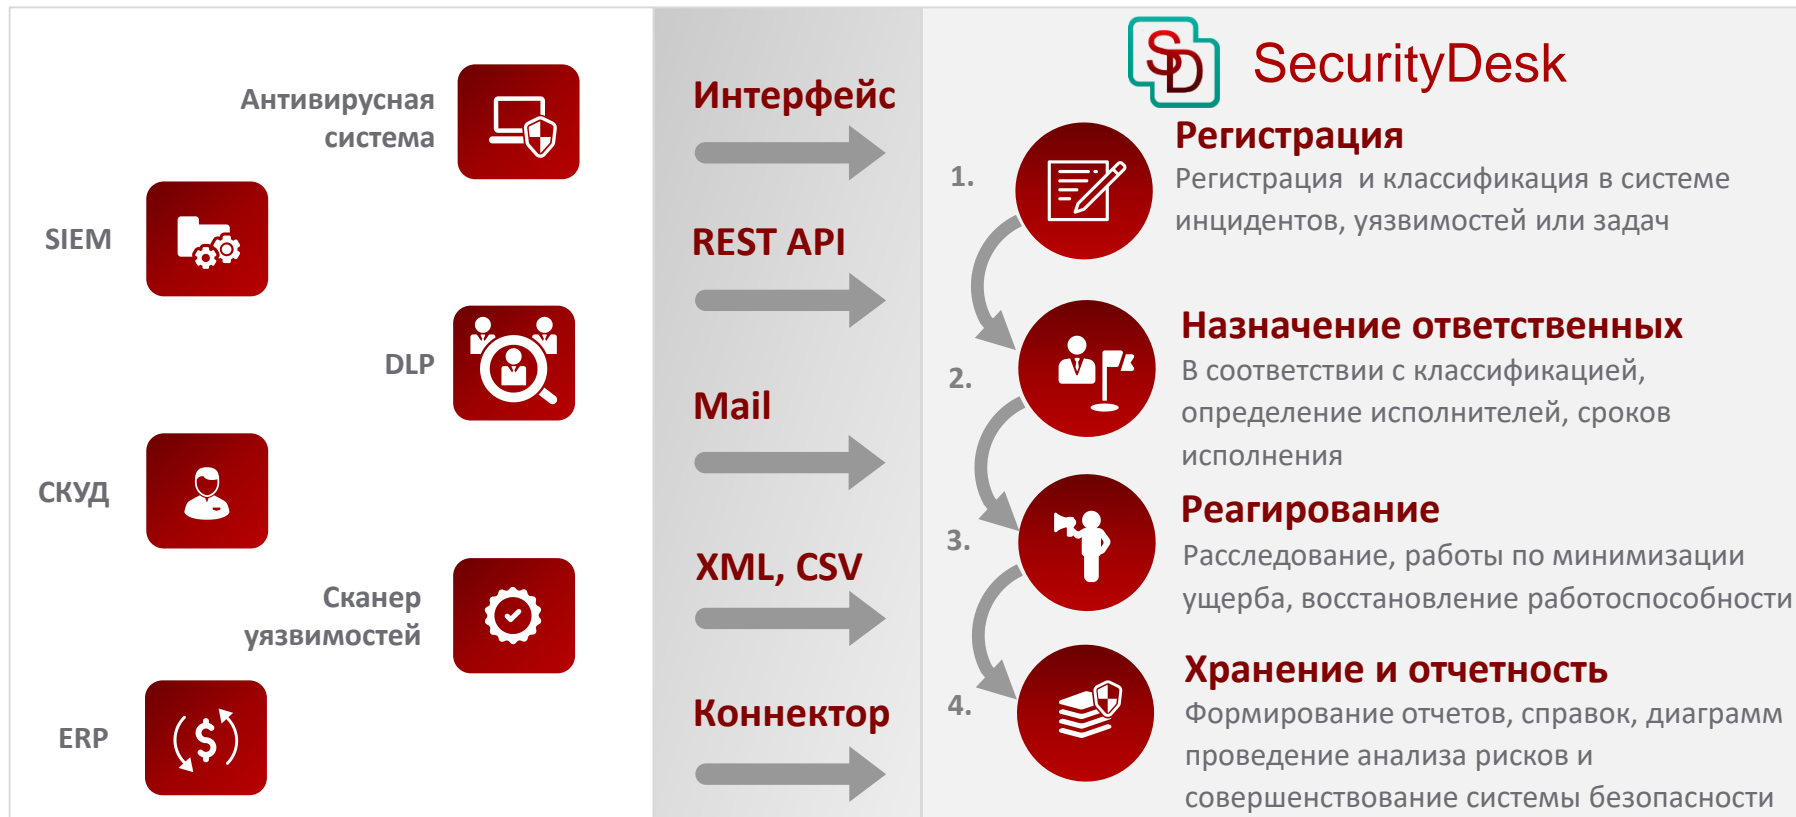 Антивирусная
система
SIEM
DLP
СКУД
Сканер
уязвимостей
ERP
Интерфейс
REST API
Mail
XML, CSV
Коннектор
SD SecurityDesk
1.
Регистрация
Регистрация и классификация в системе
инцидентов, уязвимостей или задач
2.
Назначение ответственных
В соответствии с классификацией,
определение исполнителей, сроков
исполнения
3.
Реагирование
Расследование, работы по минимизации
ущерба, восстановление работоспособности
4.
Хранение и отчетность
Формирование отчетов, справок, диаграмм
проведение анализа рисков и
совершенствование системы безопасности